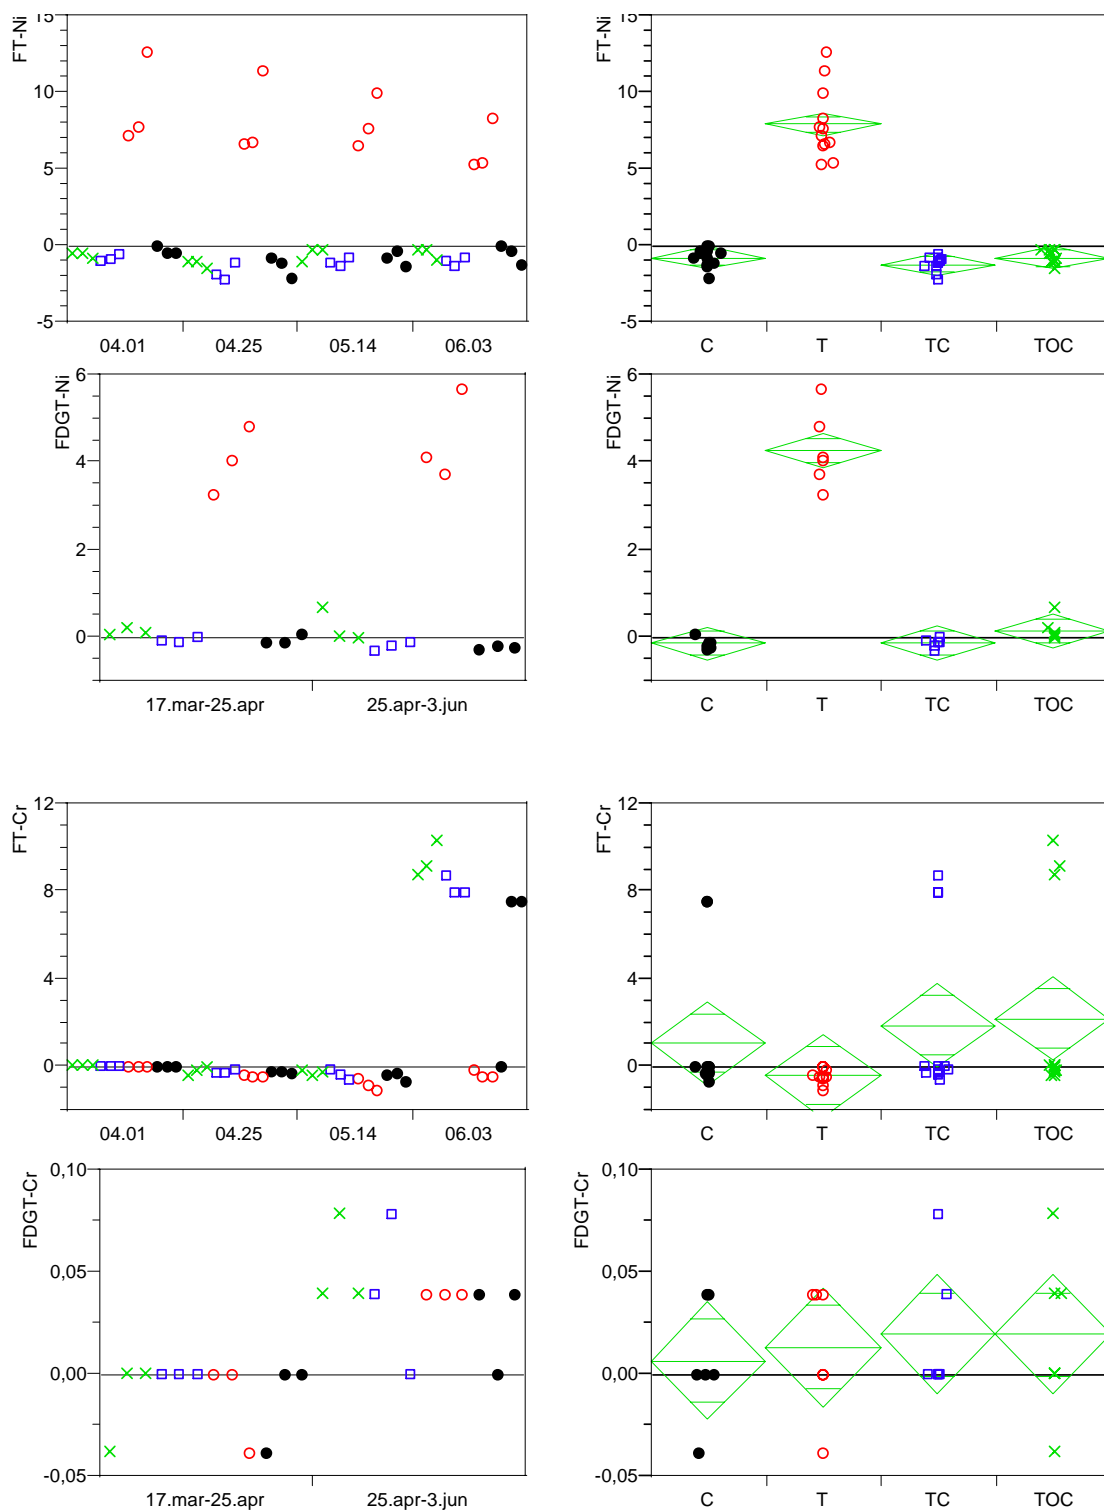 15
10
5
0
-5
FT-Ni
04.01 04.25 05.14 06.03
15
10
5
0
-5
FT-Ni
C T TC TOC
6
4
2
0
FDGT-Ni
17.mar-25.apr 25.apr-3.jun
6
4
2
0
FDGT-Ni
C T TC TOC
12
8
4
0
FT-Cr
04.01 04.25 05.14 06.03
12
8
4
0
FT-Cr
C T TC TOC
0,10
0,05
0,00
-0,05
FDGT-Cr
17.mar-25.apr 25.apr-3.jun
0,10
0,05
0,00
-0,05
FDGT-Cr
C T TC TOC